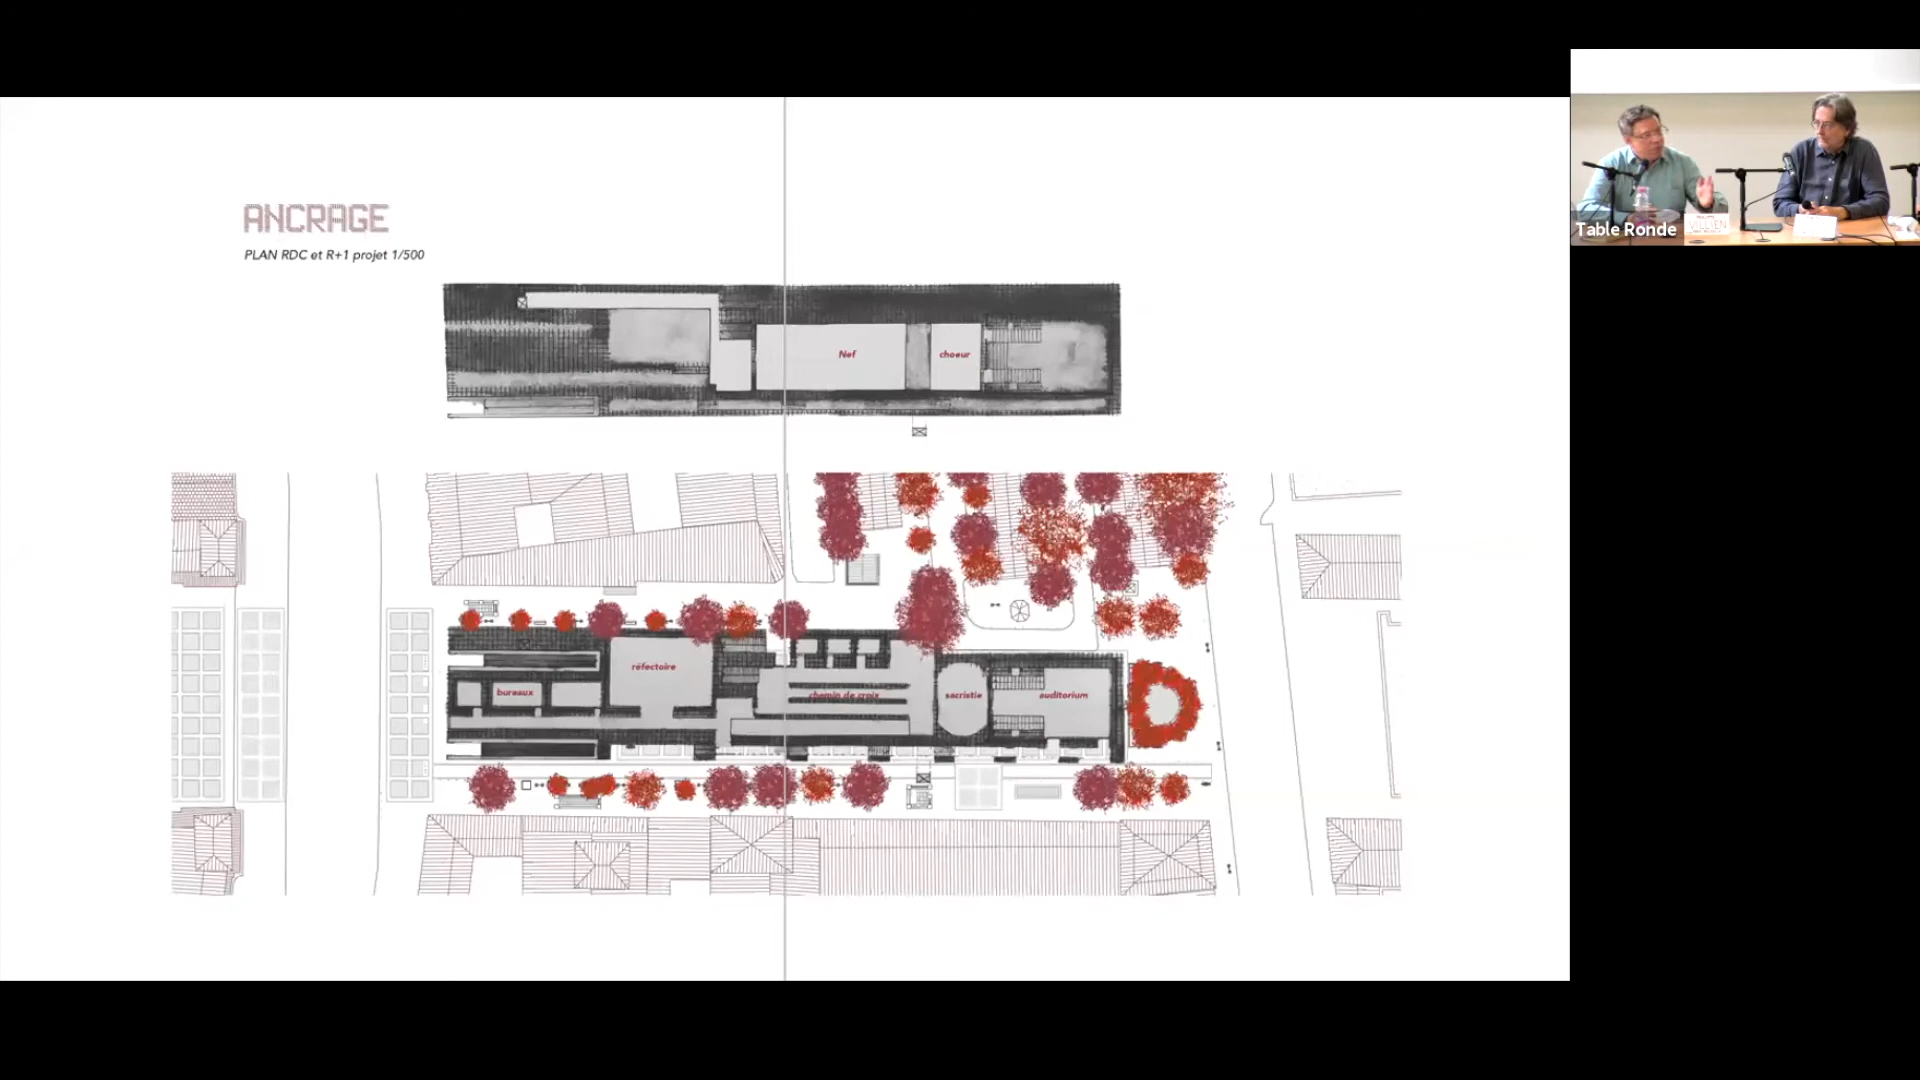 ANCRAGE
PLAN RDC et R+1 projet 1/500
Nef
choeur
réfectoire
bureaux
chemin de croix
sacristie
auditorium
Table Ronde
VILLIEN